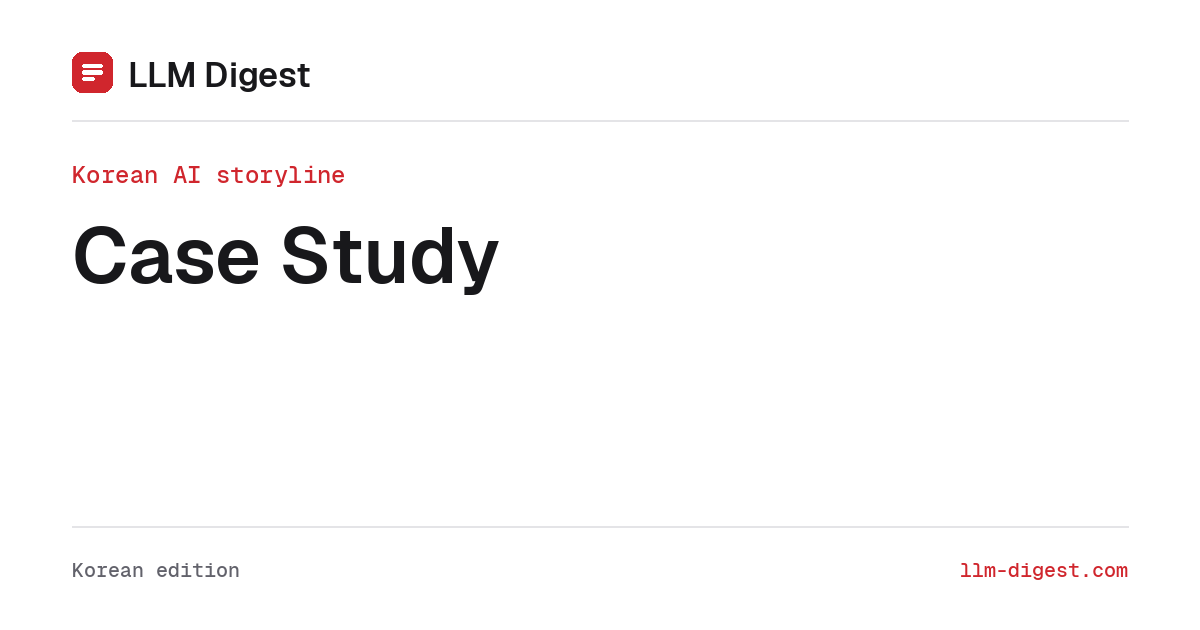 LLM Digest
Korean AI storyline
Case Study
Korean edition
llm-digest.com